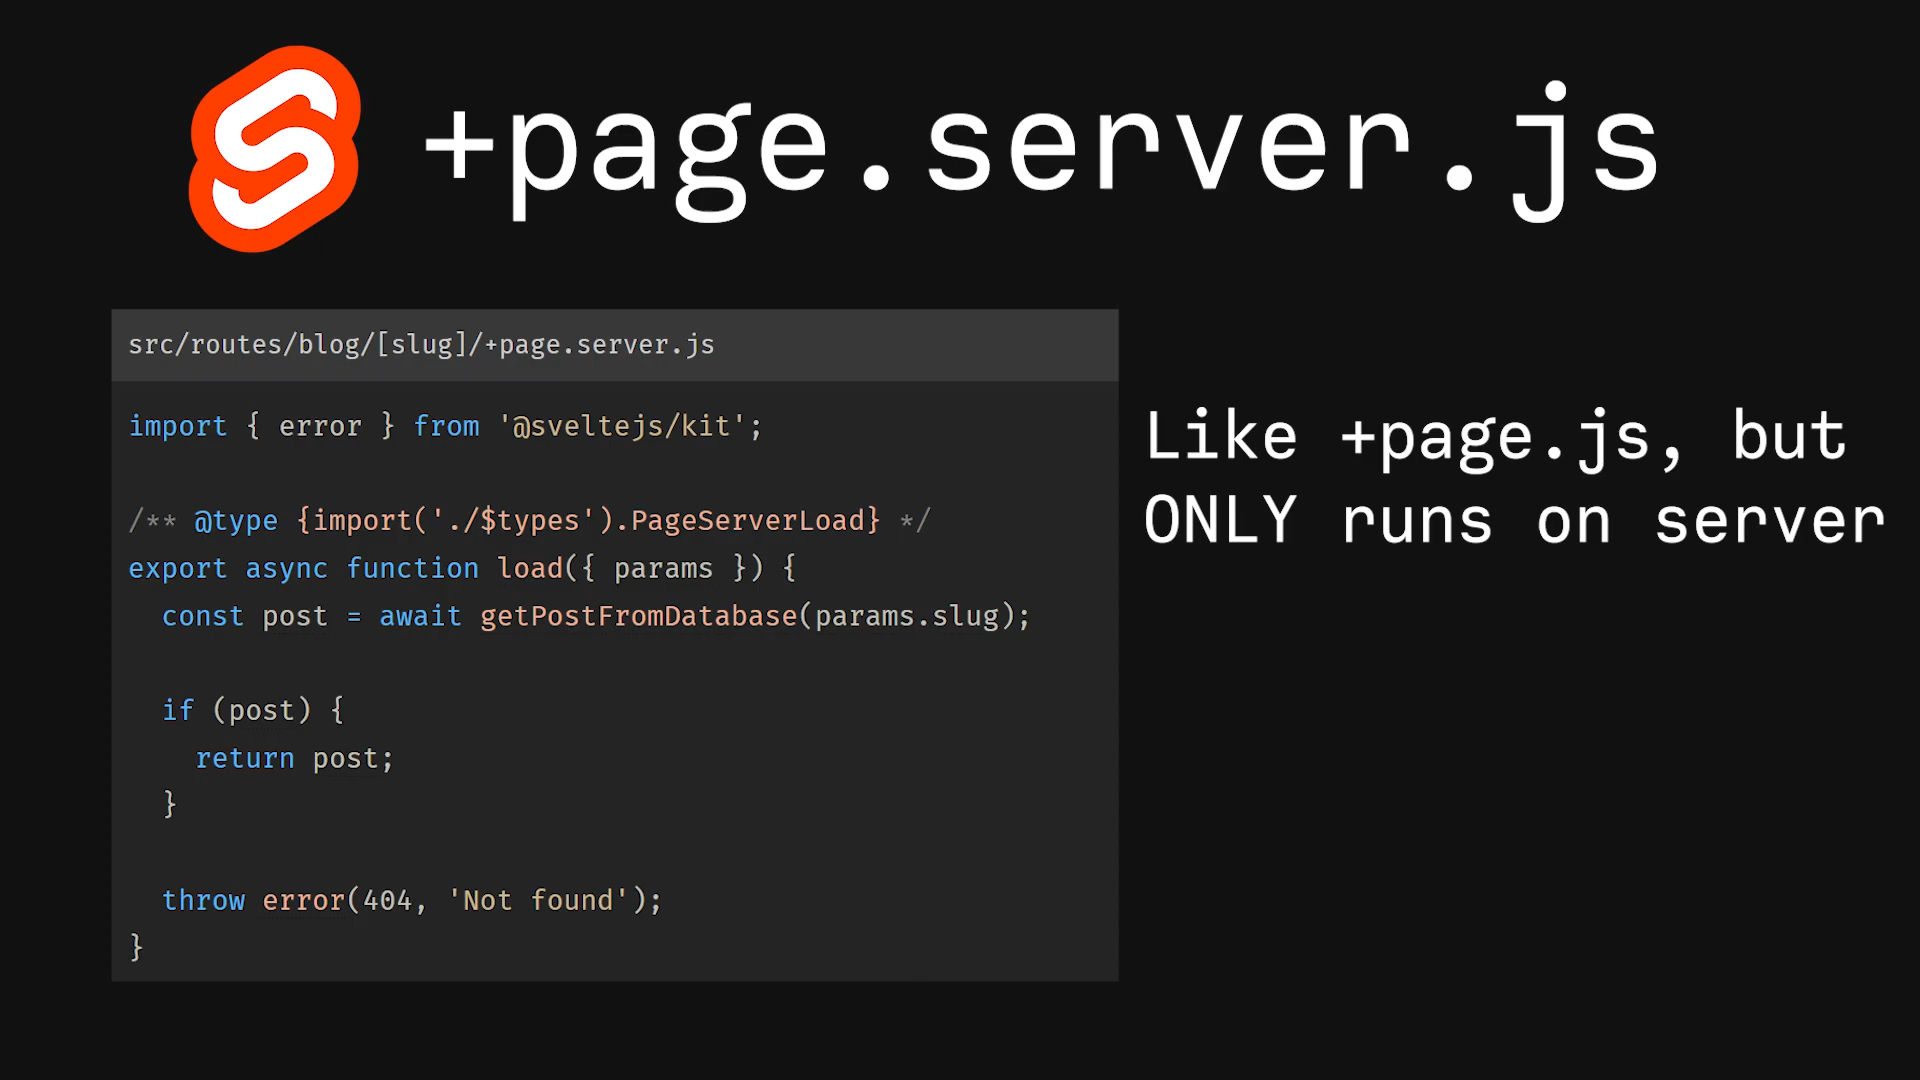 +page.server.js
src/routes/blog/[slug]/+page.server.js
import { error } from '@sveltejs/kit';
/** @type {import('./$types').PageServerLoad} */
export async function load({ params }) {
  const post = await getPostFromDatabase(params.slug);
  if (post) {
    return post;
  }
  throw error(404, 'Not found');
}
Like +page.js, but
ONLY runs on server